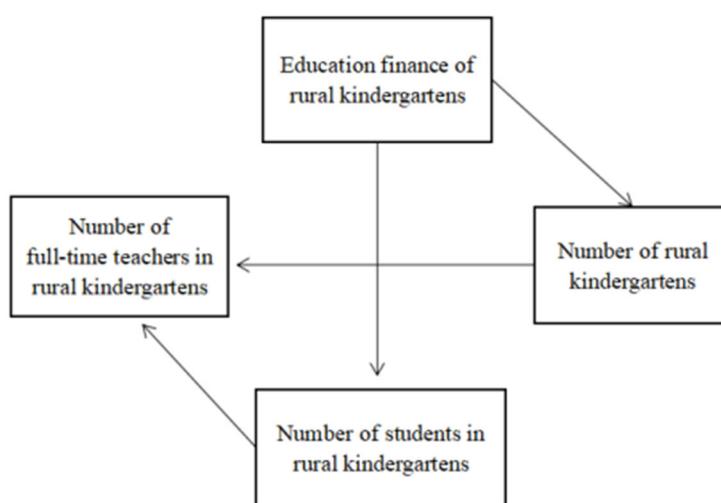 Education finance of
rural kindergartens
Number of
full-time teachers in
rural kindergartens
Number of rural
kindergartens
Number of students in
rural kindergartens